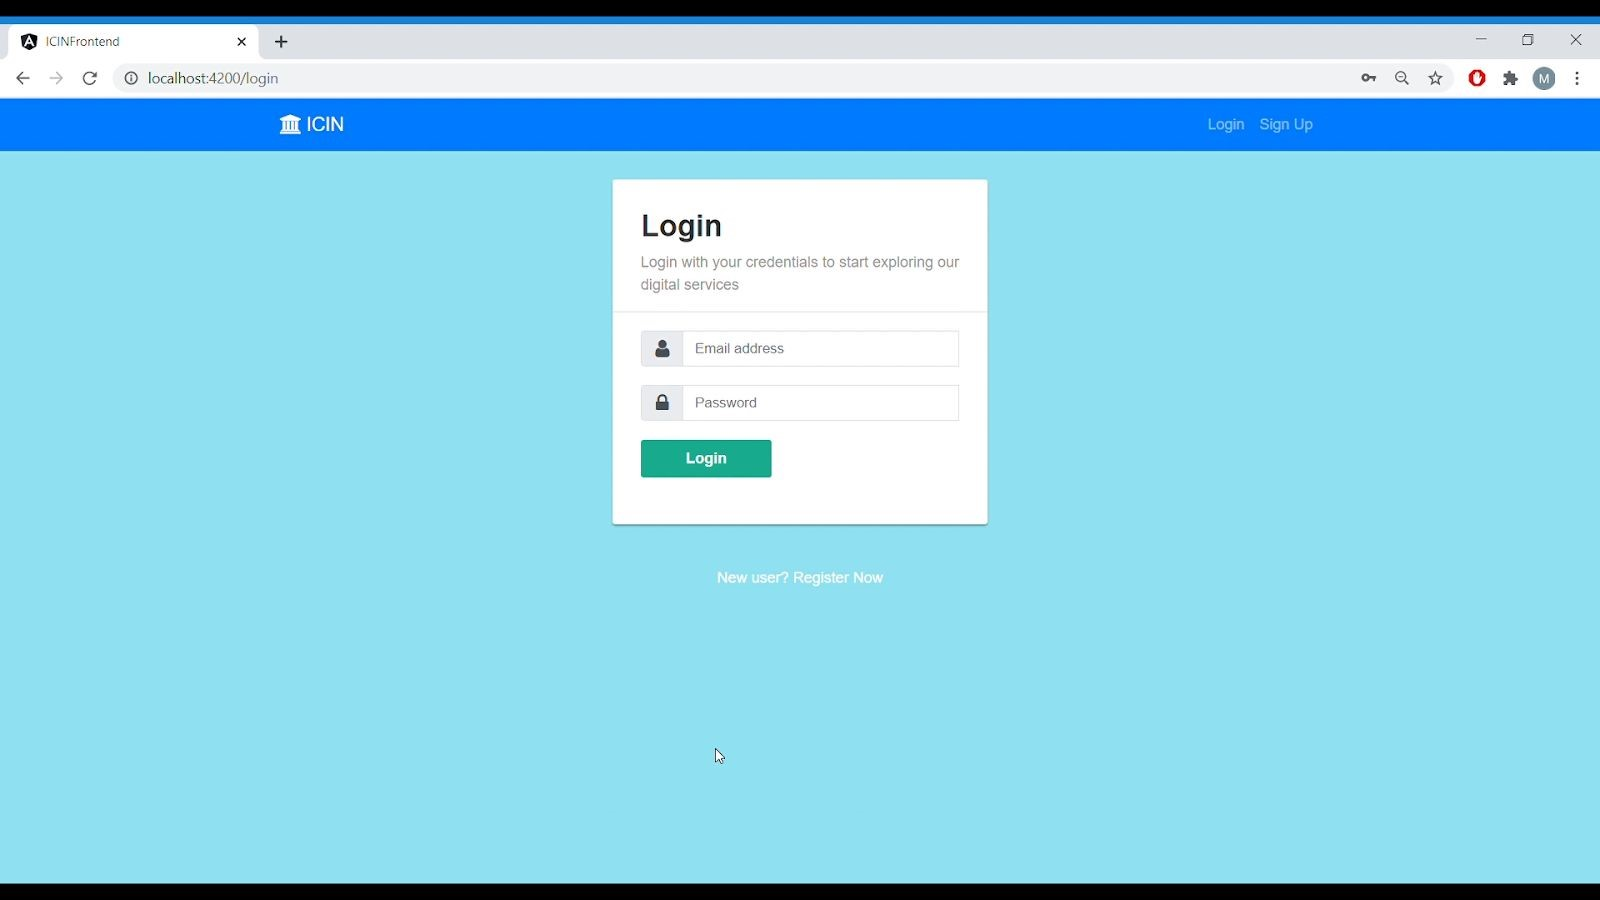 ICINFrontend
localhost:4200/login
M
ICIN
Login
Sign Up
Login
Login with your credentials to start exploring our
digital services
Email address
Password
Login
New user? Register Now